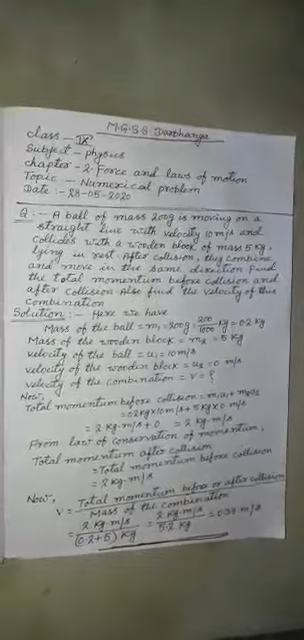 M.G.S.S. Darbhanga
Class - IX
Subject - physics
chapter - 2. Force and laws of motion
Topic - Numerical problem
Date :- 28-05-2020
Q :- A ball of mass 200g is moving on a
straight line with velocity 10 m/s and
collides with a wooden block of mass 5 kg,
lying in rest. After collision, they combine
and move in the same direction find
the total momentum before collision and
after collision Also find the velocity of this
combination
Solution :- Here we have
Mass of the ball = m₁ = 200g = 200/1000 kg = 0.2 kg
Mass of the wooden block = m₂ = 5 kg
velocity of the ball = u₁ = 10 m/s
velocity of the wooden block = u₂ = 0 m/s
velocity of the combination = v = ?
Now,
Total momentum before collision = m₁u₁ + m₂u₂
= 0.2 kg x 10 m/s + 5 kg x 0 m/s
= 2 kg.m/s + 0 = 2 kg.m/s
From law of conservation of momentum,
Total momentum after collision
= Total momentum before collision
= 2 kg.m/s
Now,
v = Total momentum before or after collision
Mass of the combination
= 2 kg.m/s / (0.2+5) kg = 2 kg.m/s / 5.2 kg = 0.38 m/s